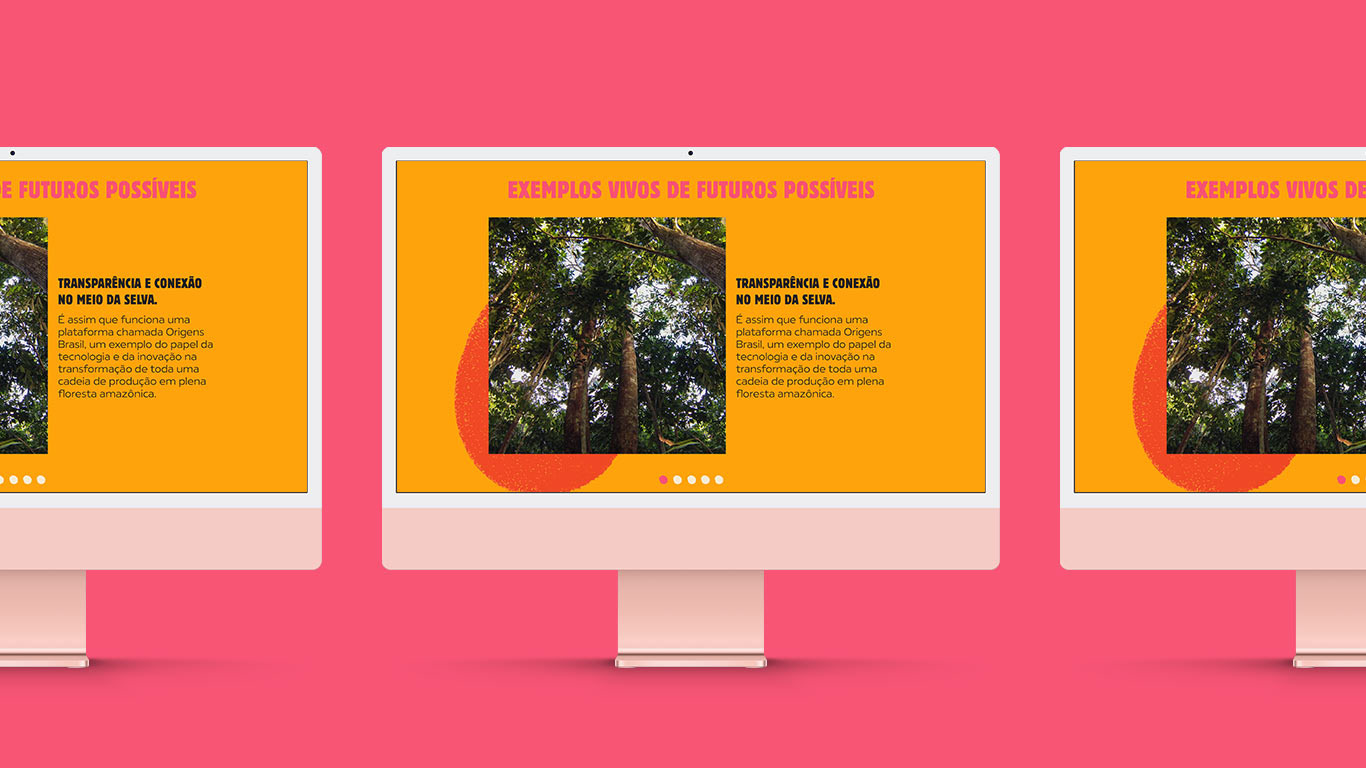 DE FUTUROS POSSÍVEIS
TRANSPARÊNCIA E CONEXÃO
NO MEIO DA SELVA.
É assim que funciona uma
plataforma chamada Origens
Brasil, um exemplo do papel da
tecnologia e da inovação na
transformação de toda uma
cadeia de produção em plena
floresta amazônica.
EXEMPLOS VIVOS DE FUTUROS POSSÍVEIS
TRANSPARÊNCIA E CONEXÃO
NO MEIO DA SELVA.
É assim que funciona uma
plataforma chamada Origens
Brasil, um exemplo do papel da
tecnologia e da inovação na
transformação de toda uma
cadeia de produção em plena
floresta amazônica.
EXEMPLOS VIVOS DE